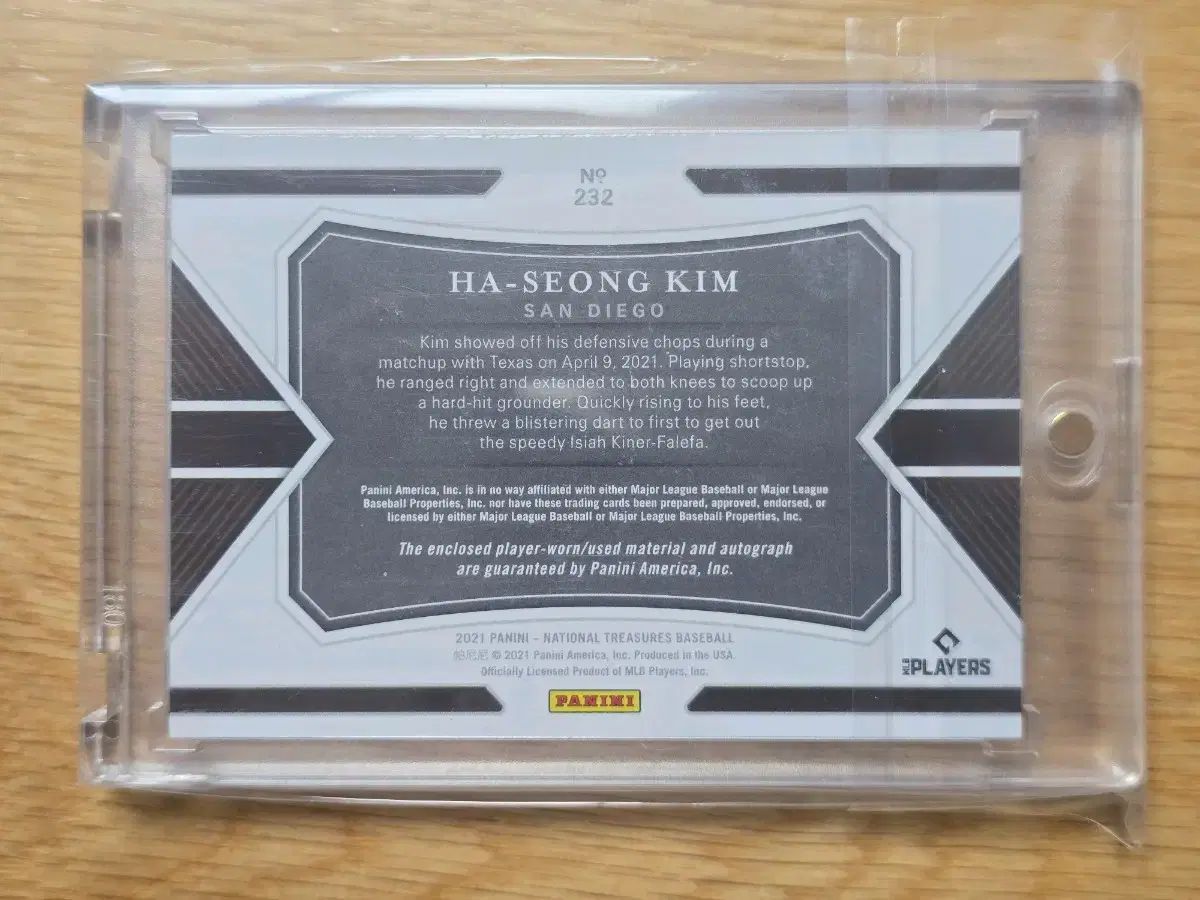 Nº
232
HA-SEONG KIM
SAN DIEGO
Kim showed off his defensive chops during a
matchup with Texas on April 9, 2021. Playing shortstop,
he ranged right and extended to both knees to scoop up
a hard-hit grounder. Quickly rising to his feet,
he threw a blistering dart to first to get out
the speedy Isiah Kiner-Falefa.
Panini America, Inc. is in no way affiliated with either Major League Baseball or Major League
Baseball Properties, Inc. nor have these trading cards been prepared, approved, endorsed, or
licensed by either Major League Baseball or Major League Baseball Properties, Inc.
The enclosed player-worn/used material and autograph
are guaranteed by Panini America, Inc.
2021 PANINI – NATIONAL TREASURES BASEBALL
帕尼尼 © 2021 Panini America, Inc. Produced in the USA.
Officially Licensed Product of MLB Players, Inc.
MLB PLAYERS
PANINI
180